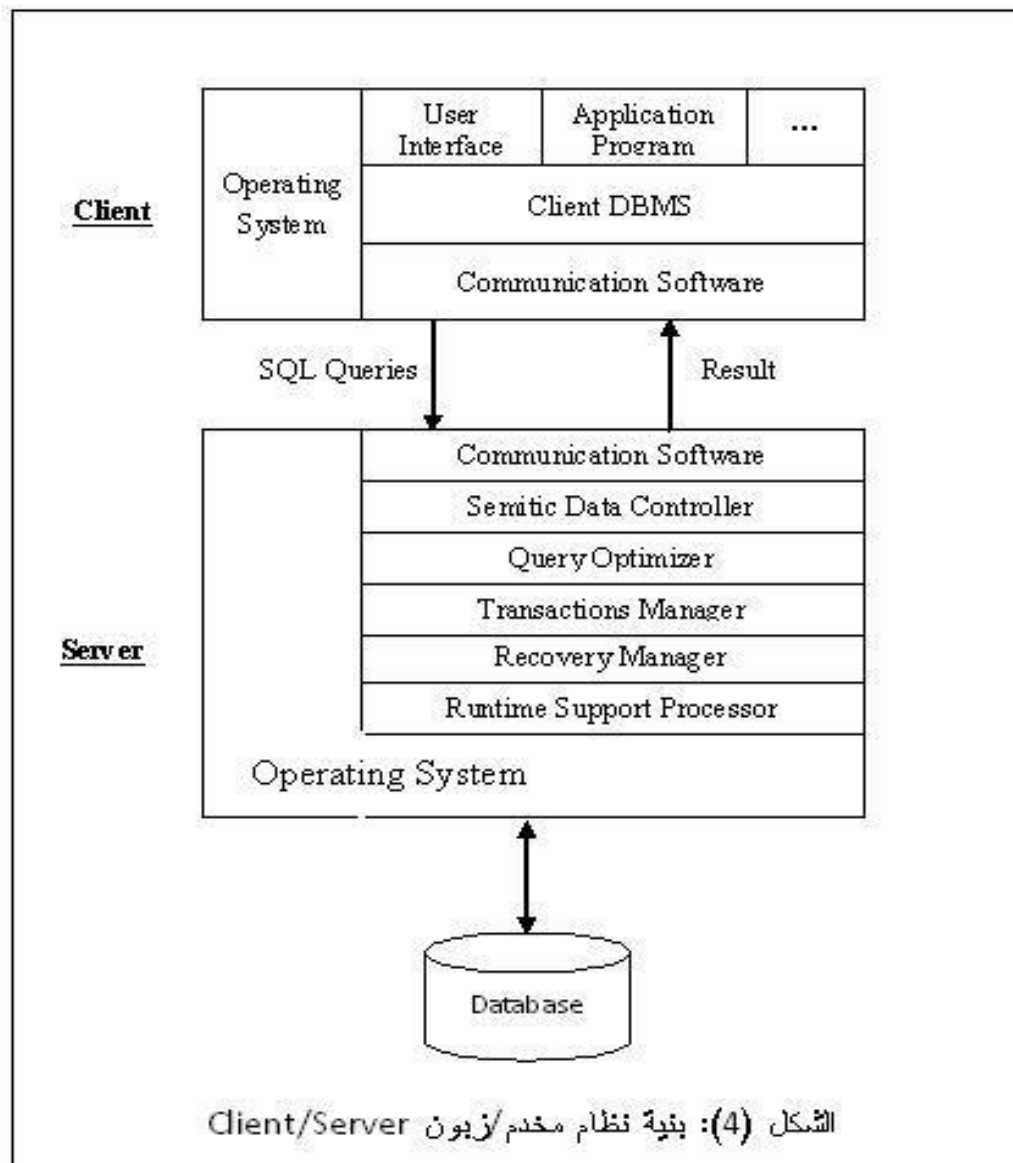 User
Interface
Application
Program
...
Operating
System
Client
Client DBMS
Communication Software
SQL Queries
Result
Communication Software
Semitic Data Controller
Query Optimizer
Transactions Manager
Server
Recovery Manager
Runtime Support Processor
Operating System
Database
الشكل (4): بنية نظام مخدم/زبون Client/Server